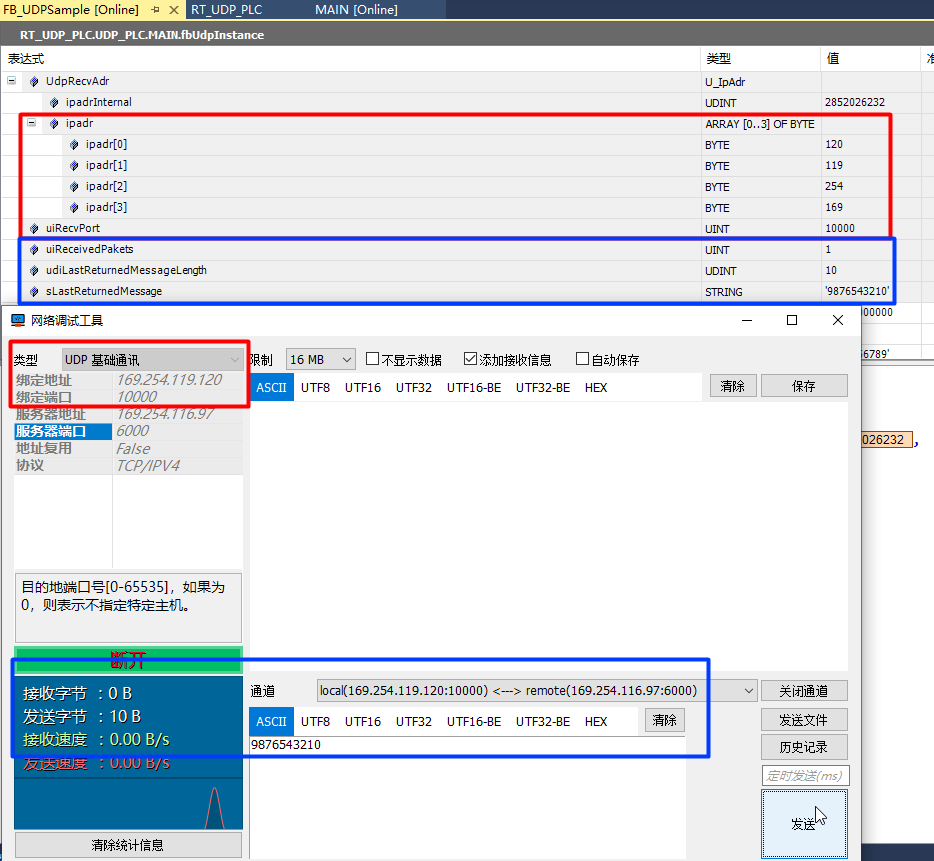 FB_UDPSample [Online] RT_UDP_PLC MAIN [Online]
RT_UDP_PLC.UDP_PLC.MAIN.fbUdpInstance
表达式 类型 值
UdpRecvAdr U_IpAdr
ipadrInternal UDINT 2852026232
ipadr ARRAY [0..3] OF BYTE
ipadr[0] BYTE 120
ipadr[1] BYTE 119
ipadr[2] BYTE 254
ipadr[3] BYTE 169
uiRecvPort UINT 10000
uiReceivedPakets UINT 1
udiLastReturnedMessageLength UDINT 10
sLastReturnedMessage STRING '9876543210'
网络调试工具
类型 UDP 基础通讯 限制 16 MB 不显示数据 添加接收信息 自动保存
绑定地址 169.254.119.120
ASCII UTF8 UTF16 UTF32 UTF16-BE UTF32-BE HEX 清除 保存
绑定端口 10000
服务器地址 169.254.116.97
服务器端口 6000
地址复用 False
协议 TCP/IPV4
026232 ,
目的地端口号[0-65535]，如果为
0，则表示不指定特定主机。
断开
接收字节 ：0 B
发送字节 ：10 B
接收速度 ：0.00 B/s
发送速度 ：0.00 B/s
清除统计信息
通道 local(169.254.119.120:10000) <---> remote(169.254.116.97:6000) 关闭通道
ASCII UTF8 UTF16 UTF32 UTF16-BE UTF32-BE HEX 清除 发送文件
9876543210
历史记录
定时发送(ms)
发送